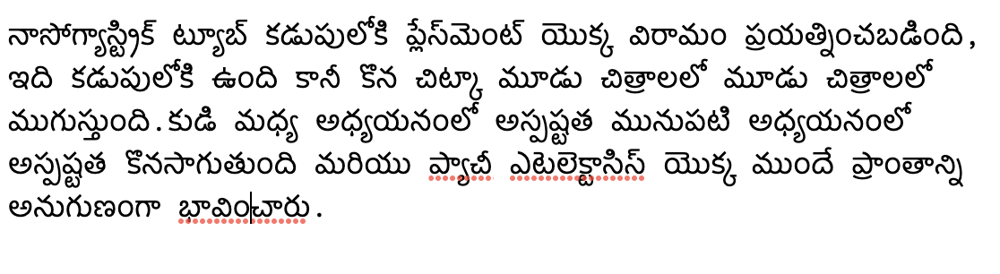 నాసోగ్యాస్ట్రిక్ ట్యూబ్ కడుపులోకి ప్లేస్‌మెంట్ యొక్క విరామం ప్రయత్నించబడింది,
ఇది కడుపులోకి ఉంది కానీ కొన చిట్కా మూడు చిత్రాలలో మూడు చిత్రాలలో
ముగుస్తుంది.కుడి మధ్య అధ్యయనంలో అస్పష్టత మునుపటి అధ్యయనంలో
అస్పష్టత కొనసాగుతుంది మరియు ప్యాచీ ఎటెలెక్టాసిస్ యొక్క ముందే ప్రాంతాన్ని
అనుగుణంగా భావించారు.